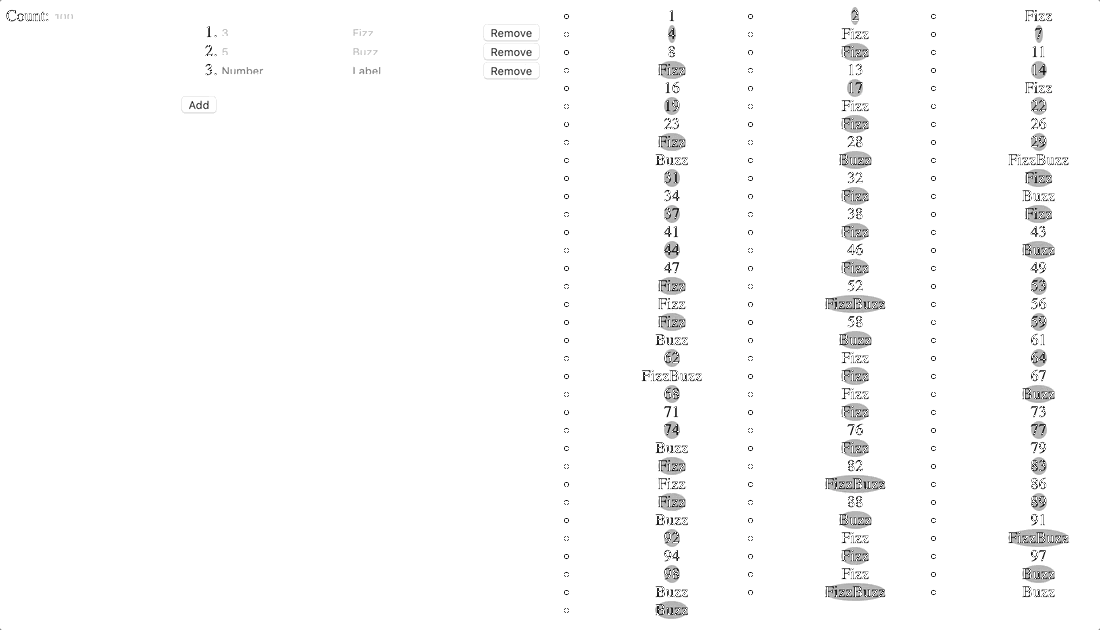 Count: 100
1. 3 Fizz Remove
2. 5 Buzz Remove
3. Number Label Remove
Add
1 2 Fizz
4 Fizz 7
8 Fizz 11
Fizz 13 14
16 17 Fizz
19 Fizz 22
23 Fizz 26
Fizz 28 29
Buzz Buzz FizzBuzz
31 32 Fizz
34 Fizz Buzz
37 38 Fizz
41 Fizz 43
44 46 Buzz
47 Fizz 49
Fizz 52 53
Fizz FizzBuzz 56
Fizz 58 59
Buzz Buzz 61
62 Fizz 64
FizzBuzz Fizz 67
68 Fizz Buzz
71 Fizz 73
74 76 77
Buzz Fizz 79
Fizz 82 83
Fizz FizzBuzz 86
Fizz 88 89
Buzz Buzz 91
92 Fizz FizzBuzz
94 Fizz 97
98 Fizz Buzz
Buzz FizzBuzz Buzz
Buzz